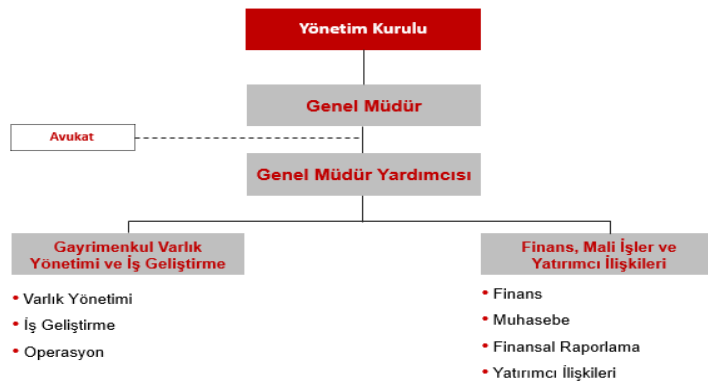 Yönetim Kurulu
Genel Müdür
Avukat
Genel Müdür Yardımcısı
Gayrimenkul Varlık
Yönetimi ve İş Geliştirme
• Varlık Yönetimi
• İş Geliştirme
• Operasyon
Finans, Mali İşler ve
Yatırımcı İlişkileri
• Finans
• Muhasebe
• Finansal Raporlama
• Yatırımcı İlişkileri